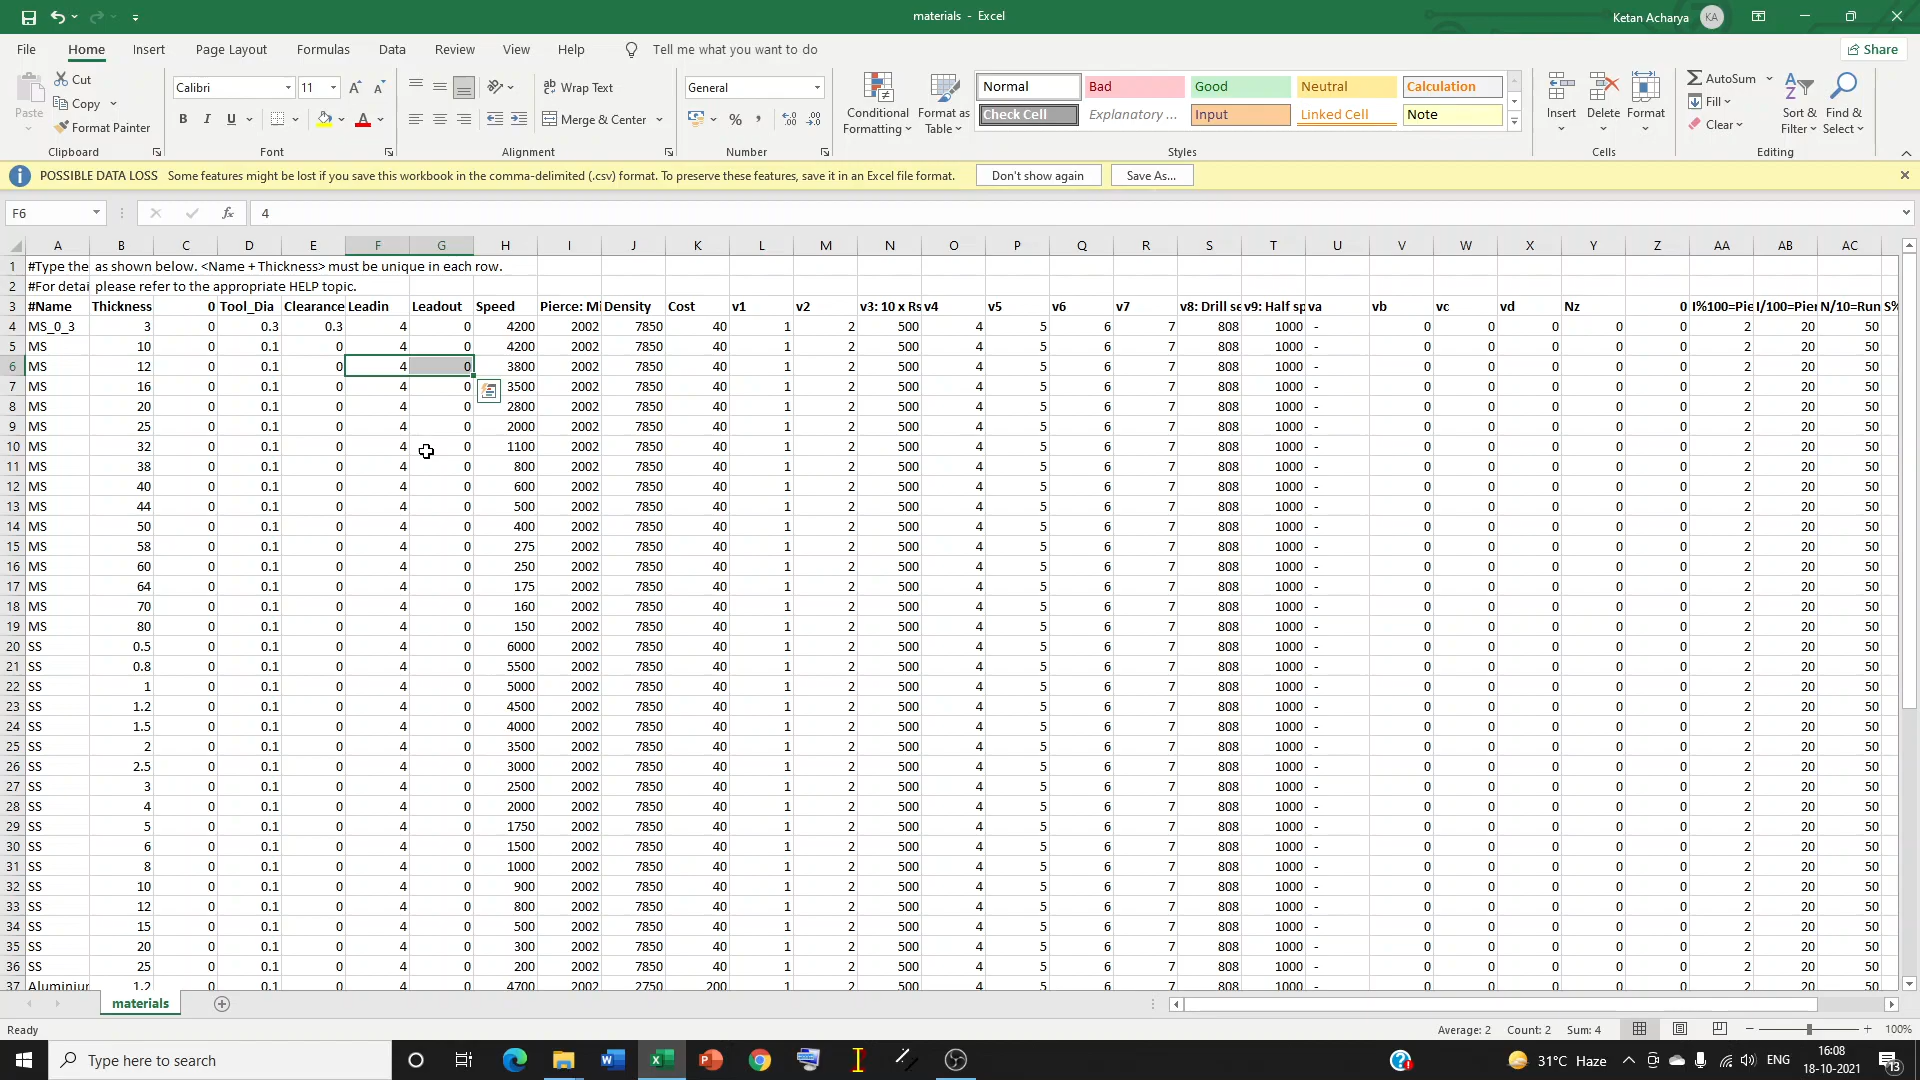 materials - Excel
Ketan Acharya KA
File Home Insert Page Layout Formulas Data Review View Help Tell me what you want to do Share
Paste Cut Copy Format Painter Clipboard
Calibri 11 B I U Font
Wrap Text Merge & Center Alignment
General Number
Conditional Formatting Format as Table
Normal Bad Good Neutral Calculation
Check Cell Explanatory ... Input Linked Cell Note
Styles
Insert Delete Format Cells
AutoSum Fill Clear Sort & Filter Find & Select Editing
POSSIBLE DATA LOSS Some features might be lost if you save this workbook in the comma-delimited (.csv) format. To preserve these features, save it in an Excel file format. Don't show again Save As...
F6 fx 4
A B C D E F G H I J K L M N O P Q R S T U V W X Y Z AA AB AC
1 #Type the as shown below. <Name + Thickness> must be unique in each row.
2 #For detai please refer to the appropriate HELP topic.
3 #Name Thickness 0 Tool_Dia Clearance Leadin Leadout Speed Pierce: Mi Density Cost v1 v2 v3: 10 x Rs v4 v5 v6 v7 v8: Drill se v9: Half sp va vb vc vd Nz 0 I%100=Pie I/100=Pier N/10=Run S%
4 MS_0_3 3 0 0.3 0.3 4 0 4200 2002 7850 40 1 2 500 4 5 6 7 808 1000 - 0 0 0 0 0 2 20 50
5 MS 10 0 0.1 0 4 0 4200 2002 7850 40 1 2 500 4 5 6 7 808 1000 - 0 0 0 0 0 2 20 50
6 MS 12 0 0.1 0 4 0 3800 2002 7850 40 1 2 500 4 5 6 7 808 1000 - 0 0 0 0 0 2 20 50
7 MS 16 0 0.1 0 4 0 3500 2002 7850 40 1 2 500 4 5 6 7 808 1000 - 0 0 0 0 0 2 20 50
8 MS 20 0 0.1 0 4 0 2800 2002 7850 40 1 2 500 4 5 6 7 808 1000 - 0 0 0 0 0 2 20 50
9 MS 25 0 0.1 0 4 0 2000 2002 7850 40 1 2 500 4 5 6 7 808 1000 - 0 0 0 0 0 2 20 50
10 MS 32 0 0.1 0 4 0 1100 2002 7850 40 1 2 500 4 5 6 7 808 1000 - 0 0 0 0 0 2 20 50
11 MS 38 0 0.1 0 4 0 800 2002 7850 40 1 2 500 4 5 6 7 808 1000 - 0 0 0 0 0 2 20 50
12 MS 40 0 0.1 0 4 0 600 2002 7850 40 1 2 500 4 5 6 7 808 1000 - 0 0 0 0 0 2 20 50
13 MS 44 0 0.1 0 4 0 500 2002 7850 40 1 2 500 4 5 6 7 808 1000 - 0 0 0 0 0 2 20 50
14 MS 50 0 0.1 0 4 0 400 2002 7850 40 1 2 500 4 5 6 7 808 1000 - 0 0 0 0 0 2 20 50
15 MS 58 0 0.1 0 4 0 275 2002 7850 40 1 2 500 4 5 6 7 808 1000 - 0 0 0 0 0 2 20 50
16 MS 60 0 0.1 0 4 0 250 2002 7850 40 1 2 500 4 5 6 7 808 1000 - 0 0 0 0 0 2 20 50
17 MS 64 0 0.1 0 4 0 175 2002 7850 40 1 2 500 4 5 6 7 808 1000 - 0 0 0 0 0 2 20 50
18 MS 70 0 0.1 0 4 0 160 2002 7850 40 1 2 500 4 5 6 7 808 1000 - 0 0 0 0 0 2 20 50
19 MS 80 0 0.1 0 4 0 150 2002 7850 40 1 2 500 4 5 6 7 808 1000 - 0 0 0 0 0 2 20 50
20 SS 0.5 0 0.1 0 4 0 6000 2002 7850 40 1 2 500 4 5 6 7 808 1000 - 0 0 0 0 0 2 20 50
21 SS 0.8 0 0.1 0 4 0 5500 2002 7850 40 1 2 500 4 5 6 7 808 1000 - 0 0 0 0 0 2 20 50
22 SS 1 0 0.1 0 4 0 5000 2002 7850 40 1 2 500 4 5 6 7 808 1000 - 0 0 0 0 0 2 20 50
23 SS 1.2 0 0.1 0 4 0 4500 2002 7850 40 1 2 500 4 5 6 7 808 1000 - 0 0 0 0 0 2 20 50
24 SS 1.5 0 0.1 0 4 0 4000 2002 7850 40 1 2 500 4 5 6 7 808 1000 - 0 0 0 0 0 2 20 50
25 SS 2 0 0.1 0 4 0 3500 2002 7850 40 1 2 500 4 5 6 7 808 1000 - 0 0 0 0 0 2 20 50
26 SS 2.5 0 0.1 0 4 0 3000 2002 7850 40 1 2 500 4 5 6 7 808 1000 - 0 0 0 0 0 2 20 50
27 SS 3 0 0.1 0 4 0 2500 2002 7850 40 1 2 500 4 5 6 7 808 1000 - 0 0 0 0 0 2 20 50
28 SS 4 0 0.1 0 4 0 2000 2002 7850 40 1 2 500 4 5 6 7 808 1000 - 0 0 0 0 0 2 20 50
29 SS 5 0 0.1 0 4 0 1750 2002 7850 40 1 2 500 4 5 6 7 808 1000 - 0 0 0 0 0 2 20 50
30 SS 6 0 0.1 0 4 0 1500 2002 7850 40 1 2 500 4 5 6 7 808 1000 - 0 0 0 0 0 2 20 50
31 SS 8 0 0.1 0 4 0 1000 2002 7850 40 1 2 500 4 5 6 7 808 1000 - 0 0 0 0 0 2 20 50
32 SS 10 0 0.1 0 4 0 900 2002 7850 40 1 2 500 4 5 6 7 808 1000 - 0 0 0 0 0 2 20 50
33 SS 12 0 0.1 0 4 0 800 2002 7850 40 1 2 500 4 5 6 7 808 1000 - 0 0 0 0 0 2 20 50
34 SS 15 0 0.1 0 4 0 500 2002 7850 40 1 2 500 4 5 6 7 808 1000 - 0 0 0 0 0 2 20 50
35 SS 20 0 0.1 0 4 0 300 2002 7850 40 1 2 500 4 5 6 7 808 1000 - 0 0 0 0 0 2 20 50
36 SS 25 0 0.1 0 4 0 200 2002 7850 40 1 2 500 4 5 6 7 808 1000 - 0 0 0 0 0 2 20 50
37 Aluminium 1.2 0 0.1 0 4 0 4700 2002 2750 200 1 2 500 4 5 6 7 808 1000 - 0 0 0 0 0 2 20 50
materials
Ready Average: 2 Count: 2 Sum: 4 100%
Type here to search 31°C Haze ENG 16:08 18-10-2021 13